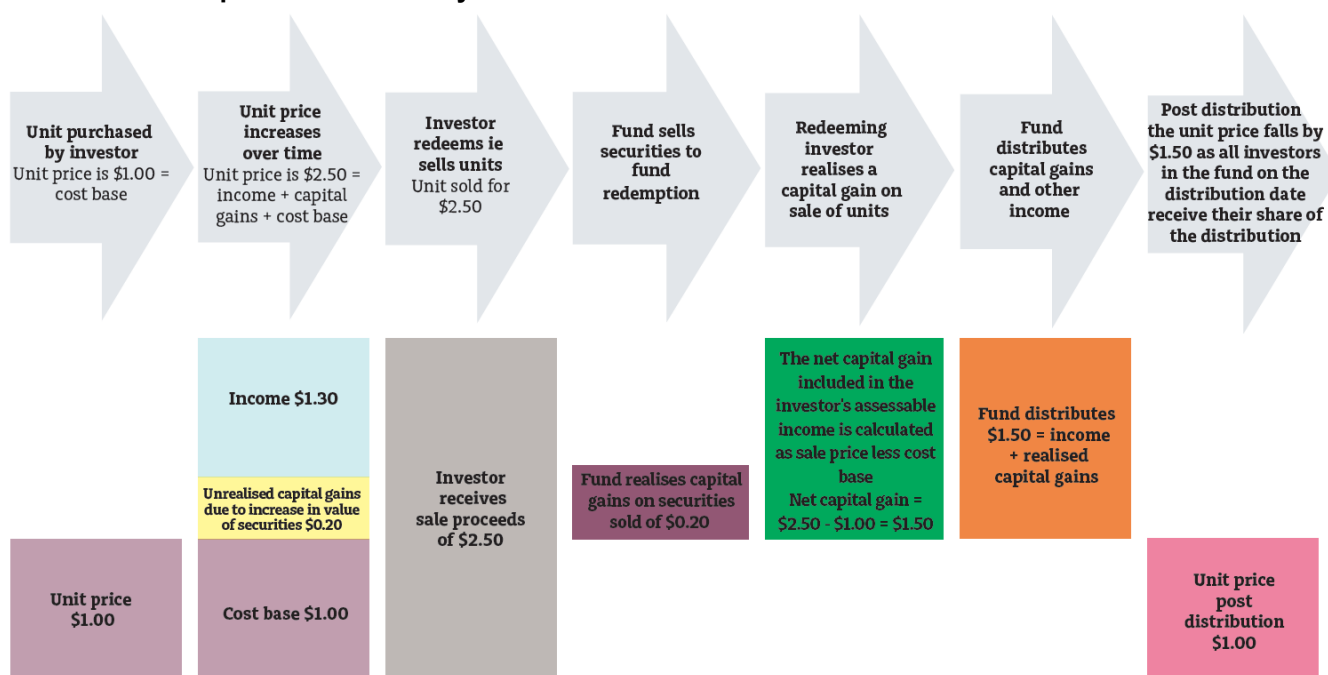 Unit purchased
by investor
Unit price is $1.00 =
cost base
Unit price
increases
over time
Unit price is $2.50 =
income + capital
gains + cost base
Investor
redeems ie
sells units
Unit sold for
$2.50
Fund sells
securities to
fund
redemption
Redeeming
investor
realises a
capital gain on
sale of units
Fund
distributes
capital gains
and other
income
Post distribution
the unit price falls by
$1.50 as all investors
in the fund on the
distribution date
receive their share of
the distribution
Unit price
$1.00
Income $1.30
Unrealised capital gains
due to increase in value
of securities $0.20
Cost base $1.00
Investor
receives
sale proceeds
of $2.50
Fund realises capital
gains on securities
sold of $0.20
The net capital gain
included in the
investor's assessable
income is calculated
as sale price less cost
base
Net capital gain =
$2.50 - $1.00 = $1.50
Fund distributes
$1.50 = income
+ realised
capital gains
Unit price
post
distribution
$1.00